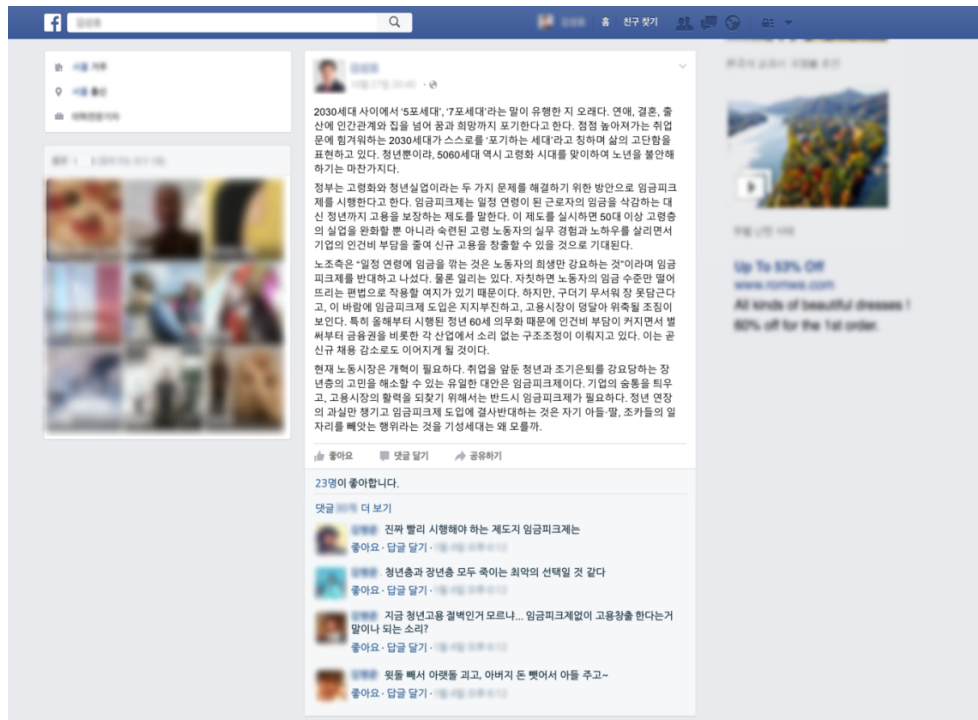 f
홈 친구 찾기
2030세대 사이에서 '5포세대', '7포세대'라는 말이 유행한 지 오래다. 연애, 결혼, 출
산에 인간관계와 집을 넘어 꿈과 희망까지 포기한다고 한다. 점점 높아져가는 취업
문에 힘겨워하는 2030세대가 스스로를 '포기하는 세대'라고 칭하며 삶의 고단함을
표현하고 있다. 청년뿐이랴, 5060세대 역시 고령화 시대를 맞이하여 노년을 불안해
하기는 마찬가지다.
정부는 고령화와 청년실업이라는 두 가지 문제를 해결하기 위한 방안으로 임금피크
제를 시행한다고 한다. 임금피크제는 일정 연령이 된 근로자의 임금을 삭감하는 대
신 정년까지 고용을 보장하는 제도를 말한다. 이 제도를 실시하면 50대 이상 고령층
의 실업을 완화할 뿐 아니라 숙련된 고령 노동자의 실무 경험과 노하우를 살리면서
기업의 인건비 부담을 줄여 신규 고용을 창출할 수 있을 것으로 기대된다.
노조측은 “일정 연령에 임금을 깎는 것은 노동자의 희생만 강요하는 것”이라며 임금
피크제를 반대하고 나섰다. 물론 일리는 있다. 자칫하면 노동자의 임금 수준만 떨어
뜨리는 편법으로 작용할 여지가 있기 때문이다. 하지만, 구더기 무서워 장 못담근다
고, 이 바람에 임금피크제 도입은 지지부진하고, 고용시장이 덩달아 위축될 조짐이
보인다. 특히 올해부터 시행된 정년 60세 의무화 때문에 인건비 부담이 커지면서 벌
써부터 금융권을 비롯한 각 산업에서 소리 없는 구조조정이 이뤄지고 있다. 이는 곧
신규 채용 감소로도 이어지게 될 것이다.
현재 노동시장은 개혁이 필요하다. 취업을 앞둔 청년과 조기은퇴를 강요당하는 장
년층의 고민을 해소할 수 있는 유일한 대안은 임금피크제이다. 기업의 숨통을 틔우
고, 고용시장의 활력을 되찾기 위해서는 반드시 임금피크제가 필요하다. 정년 연장
의 과실만 챙기고 임금피크제 도입에 결사반대하는 것은 자기 아들·딸, 조카들의 일
자리를 빼앗는 행위라는 것을 기성세대는 왜 모를까.
좋아요 댓글 달기 공유하기
23명이 좋아합니다.
댓글 더 보기
진짜 빨리 시행해야 하는 제도지 임금피크제는
좋아요 · 답글 달기 ·
. 청년층과 장년층 모두 죽이는 최악의 선택일 것 같다
좋아요 · 답글 달기 ·
지금 청년고용 절벽인거 모르냐... 임금피크제없이 고용창출 한다는거
말이나 되는 소리?
좋아요 · 답글 달기 ·
윗돌 빼서 아랫돌 괴고, 아버지 돈 뺏어서 아들 주고~
좋아요 · 답글 달기 ·
Up To 53% Off
www.romwe.com
All kinds of beautiful dresses !
60% off for the 1st order.